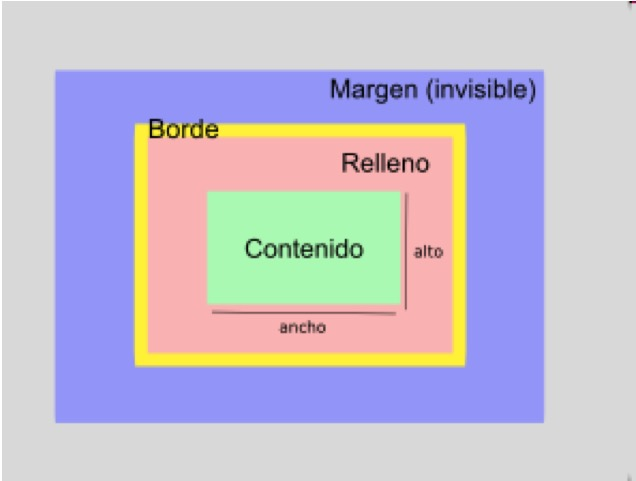 Margen (invisible)
Borde
Relleno
Contenido
alto
ancho